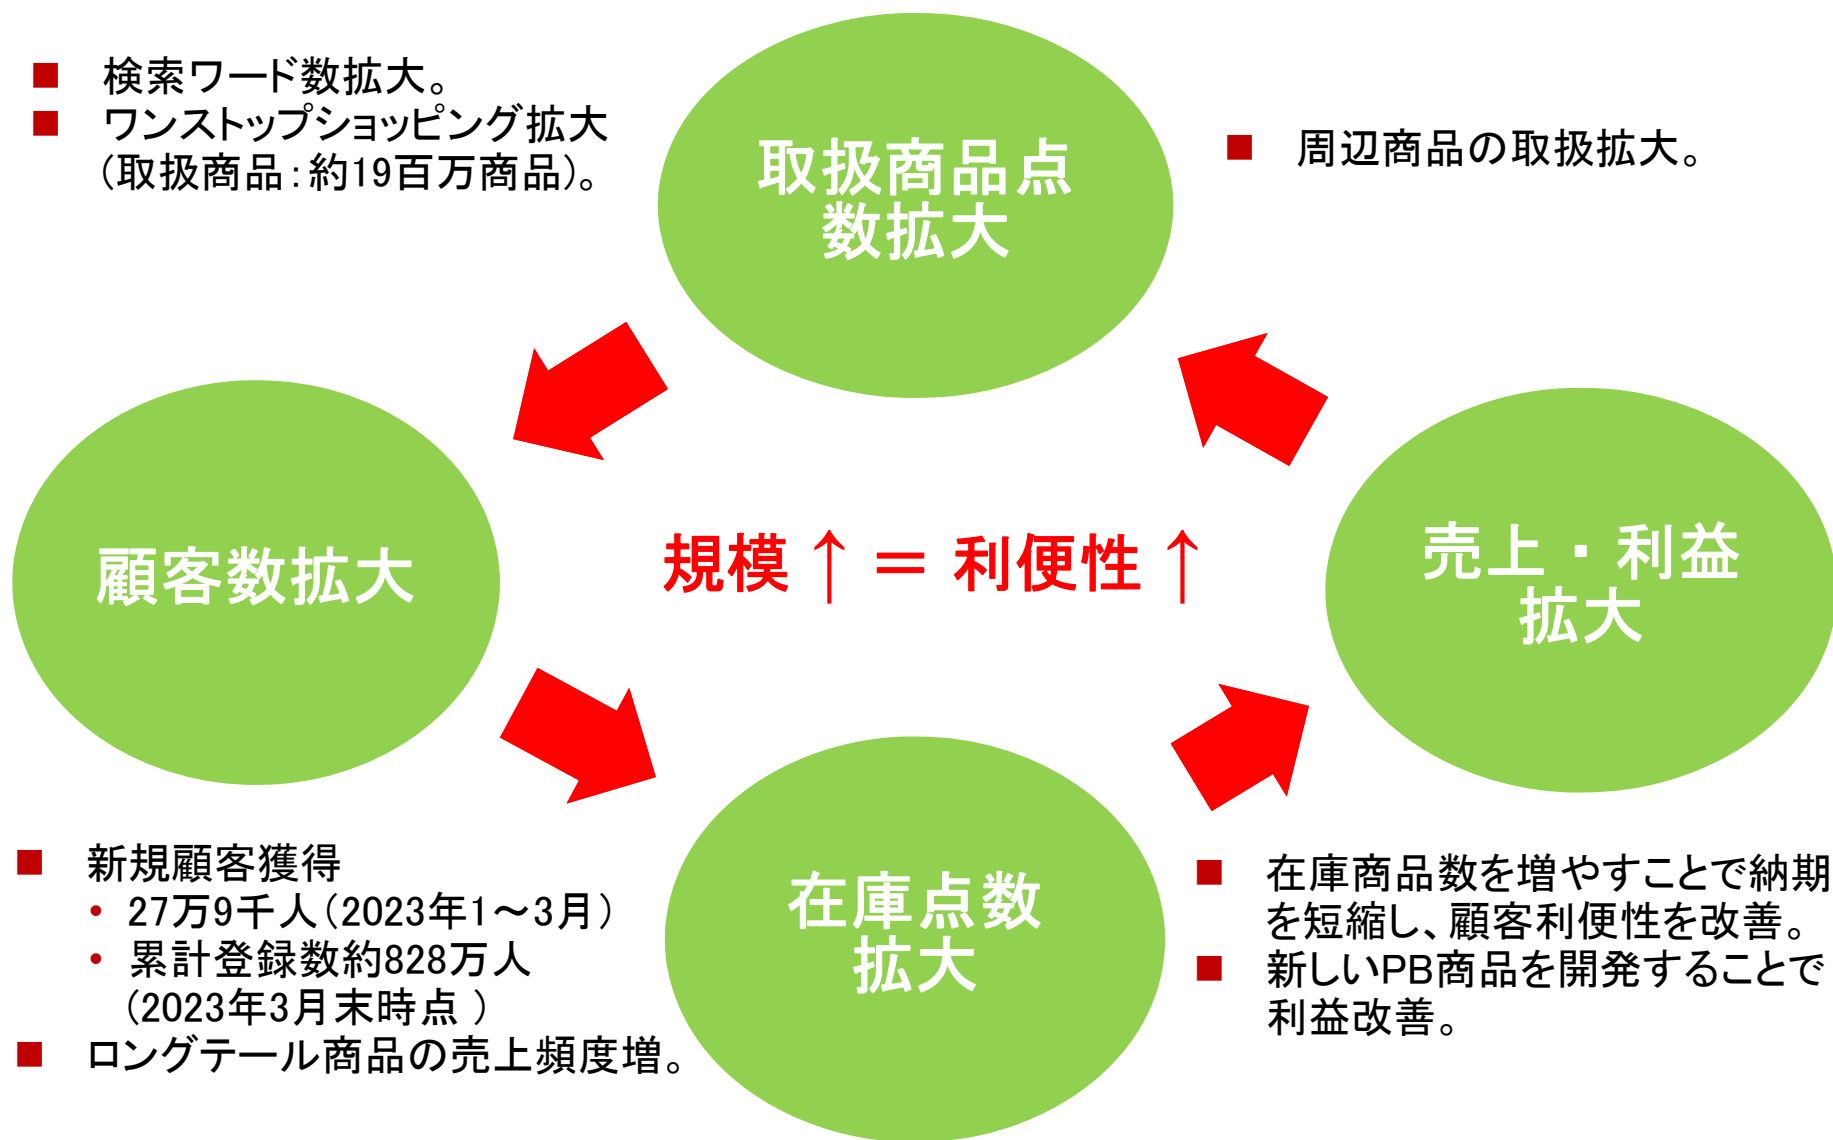 ■ 検索ワード数拡大。
■ ワンストップショッピング拡大
(取扱商品：約19百万商品)。
取扱商品点
数拡大
■ 周辺商品の取扱拡大。
顧客数拡大
規模 ↑ ＝ 利便性 ↑
売上・利益
拡大
■ 新規顧客獲得
• 27万9千人(2023年1～3月)
• 累計登録数約828万人
(2023年3月末時点 )
■ ロングテール商品の売上頻度増。
在庫点数
拡大
■ 在庫商品数を増やすことで納期
を短縮し、顧客利便性を改善。
■ 新しいPB商品を開発することで
利益改善。